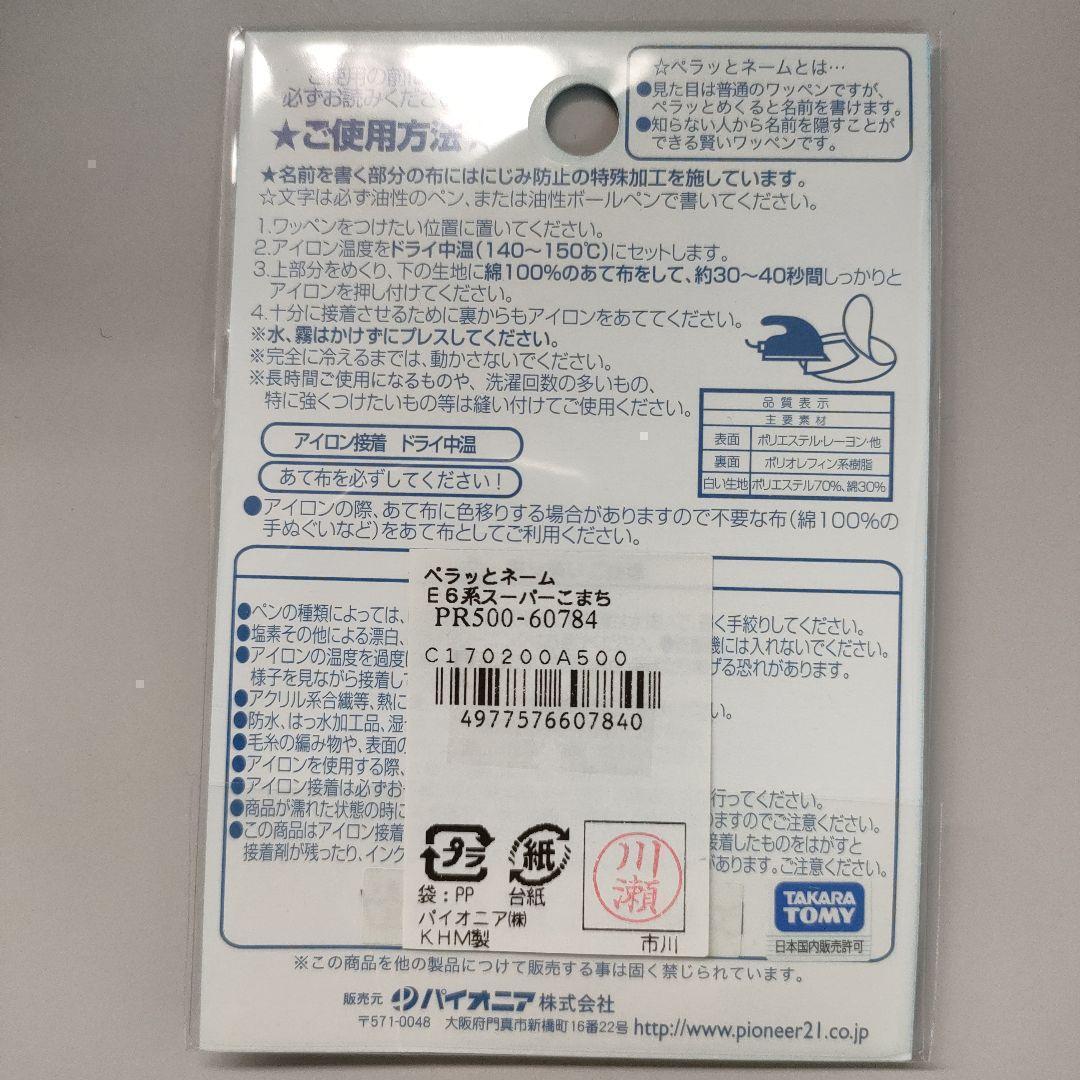 ご使用の前に
必ずお読みください
★ご使用方法
☆ペラッとネームとは…
●見た目は普通のワッペンですが、
ペラッとめくると名前を書けます。
●知らない人から名前を隠すことが
できる賢いワッペンです。
★名前を書く部分の布にはにじみ防止の特殊加工を施しています。
☆文字は必ず油性のペン、または油性ボールペンで書いてください。
1.ワッペンをつけたい位置に置いてください。
2.アイロン温度をドライ中温(140〜150℃)にセットします。
3.上部分をめくり、下の生地に綿100%のあて布をして、約30〜40秒間しっかりと
アイロンを押し付けてください。
4.十分に接着させるために裏からもアイロンをあててください。
※水、霧はかけずにプレスしてください。
※完全に冷えるまでは、動かさないでください。
※長時間ご使用になるものや、洗濯回数の多いもの、
特に強くつけたいもの等は縫い付けてご使用ください。
アイロン接着 ドライ中温
あて布を必ずしてください!
品質表示
主要素材
表面 ポリエステル・レーヨン・他
裏面 ポリオレフィン系樹脂
白い生地 ポリエステル70%、綿30%
●アイロンの際、あて布に色移りする場合がありますので不要な布(綿100%の
手ぬぐいなど)をあて布としてご利用ください。
●ペンの種類によっては、
●塩素その他による漂白、
●アイロンの温度を過度に
様子を見ながら接着し
●アクリル系合繊等、熱に
●防水、はっ水加工品、湿
●毛糸の編み物や、表面の
●アイロンを使用する際、
●アイロン接着は必ずお
●商品が濡れた状態の時に
●この商品はアイロン接着
接着剤が残ったり、インク
く手絞りしてください。
機には入れないでください。
げる恐れがあります。
い。
行ってください。
りますのでご注意ください。
接着したものをはがすと
があります。ご注意ください。
ペラッとネーム
E6系スーパーこまち
PR500-60784
C170200A500
4977576607840
プラ
紙
袋:PP 台紙
パイオニア㈱
KHM製
川瀬
市川
TAKARA
TOMY
日本国内販売許可
※この商品を他の製品につけて販売する事は固く禁じられています。
販売元 パイオニア株式会社
〒571-0048 大阪府門真市新橋町16番22号 http://www.pioneer21.co.jp